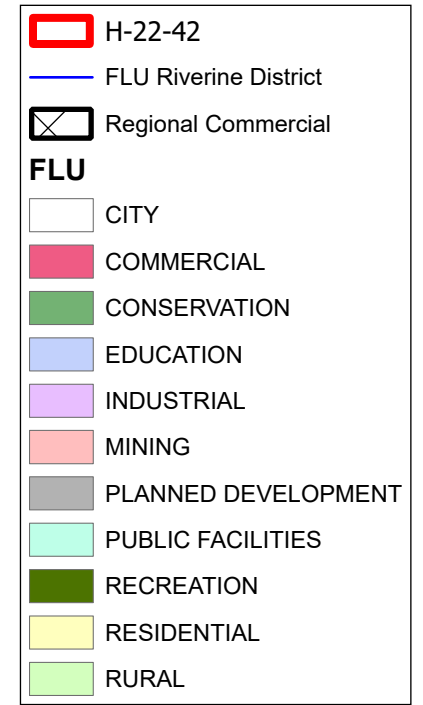 H-22-42
FLU Riverine District
Regional Commercial
FLU
CITY
COMMERCIAL
CONSERVATION
EDUCATION
INDUSTRIAL
MINING
PLANNED DEVELOPMENT
PUBLIC FACILITIES
RECREATION
RESIDENTIAL
RURAL